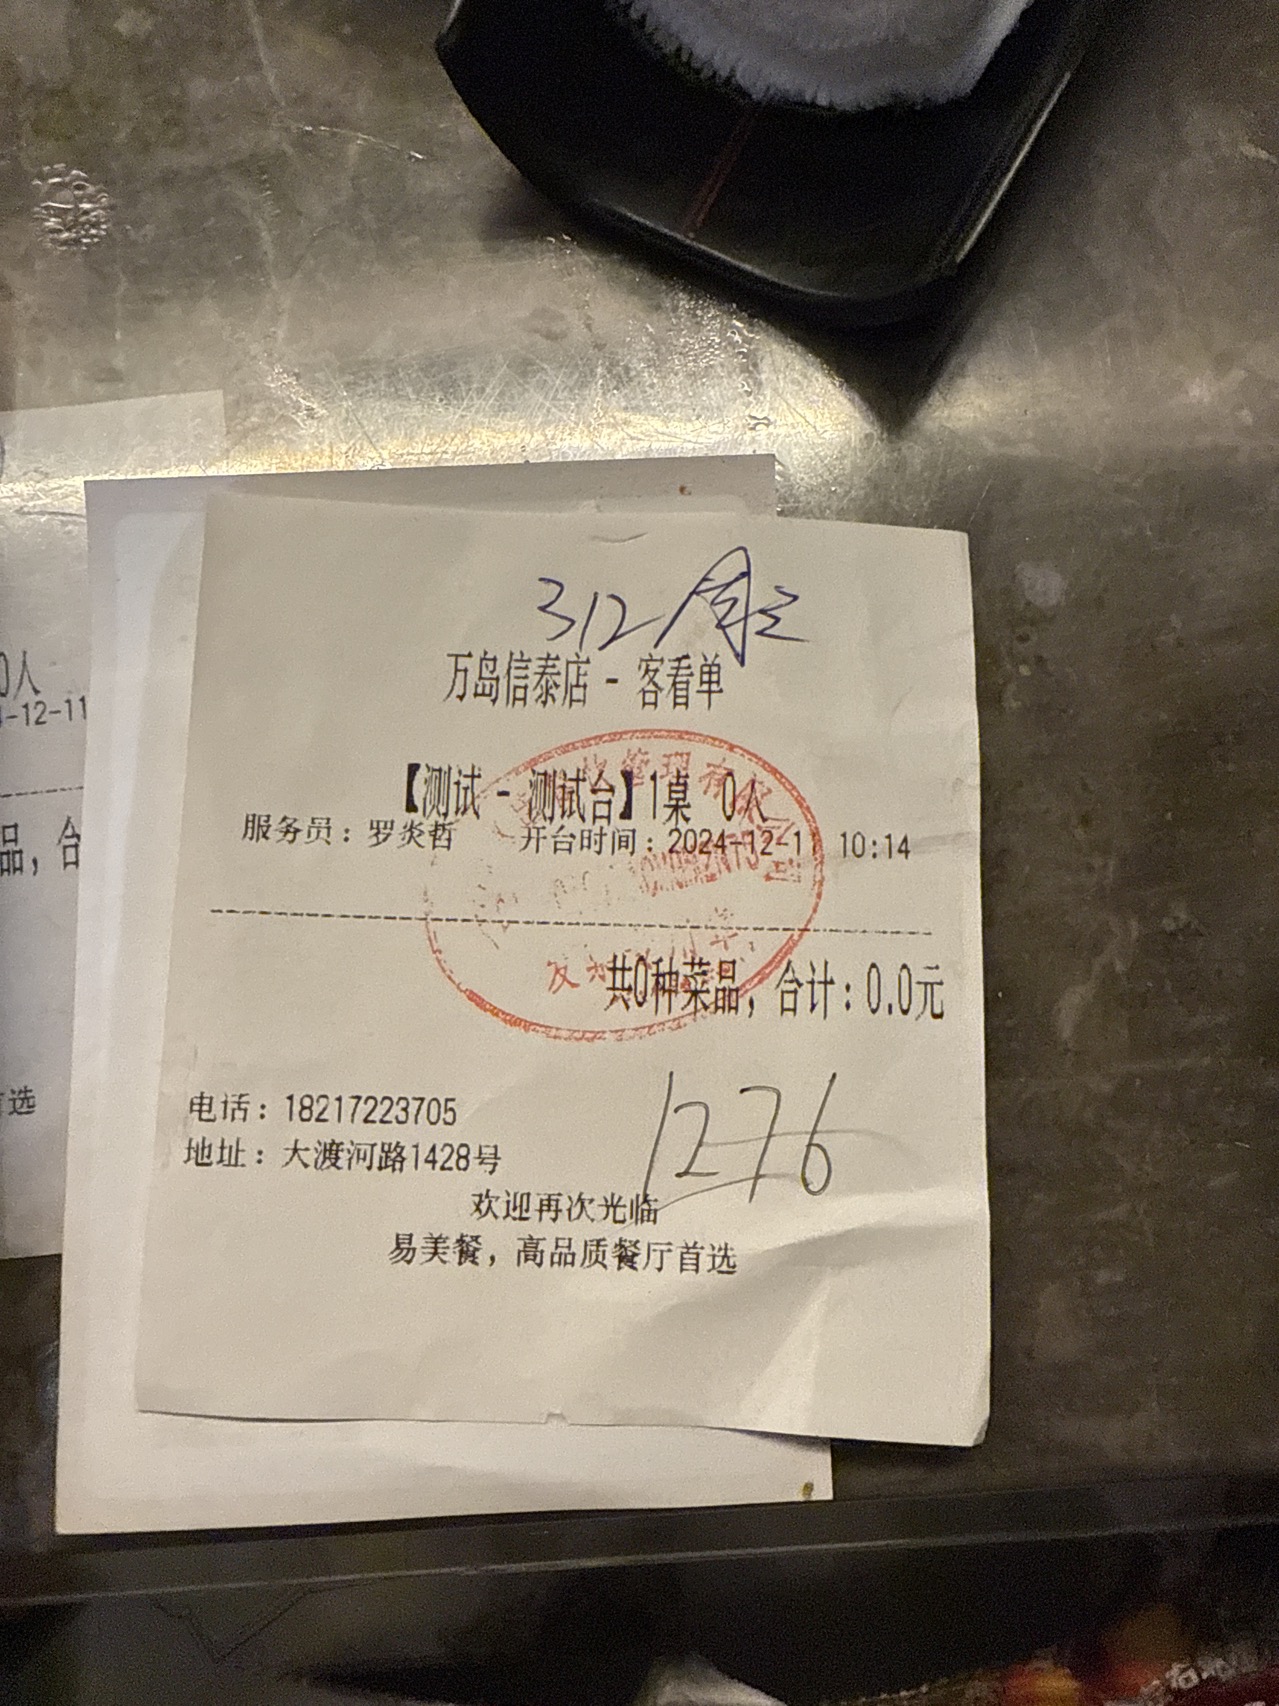 312
万岛信泰店 - 客看单
【测试 - 测试台】1桌 0人
服务员：罗炎哲 开台时间：2024-12-11 10:14
共0种菜品，合计：0.0元
1276
电话：18217223705
地址：大渡河路1428号
欢迎再次光临
易美餐，高品质餐厅首选
0人
-12-11
品，合
首选